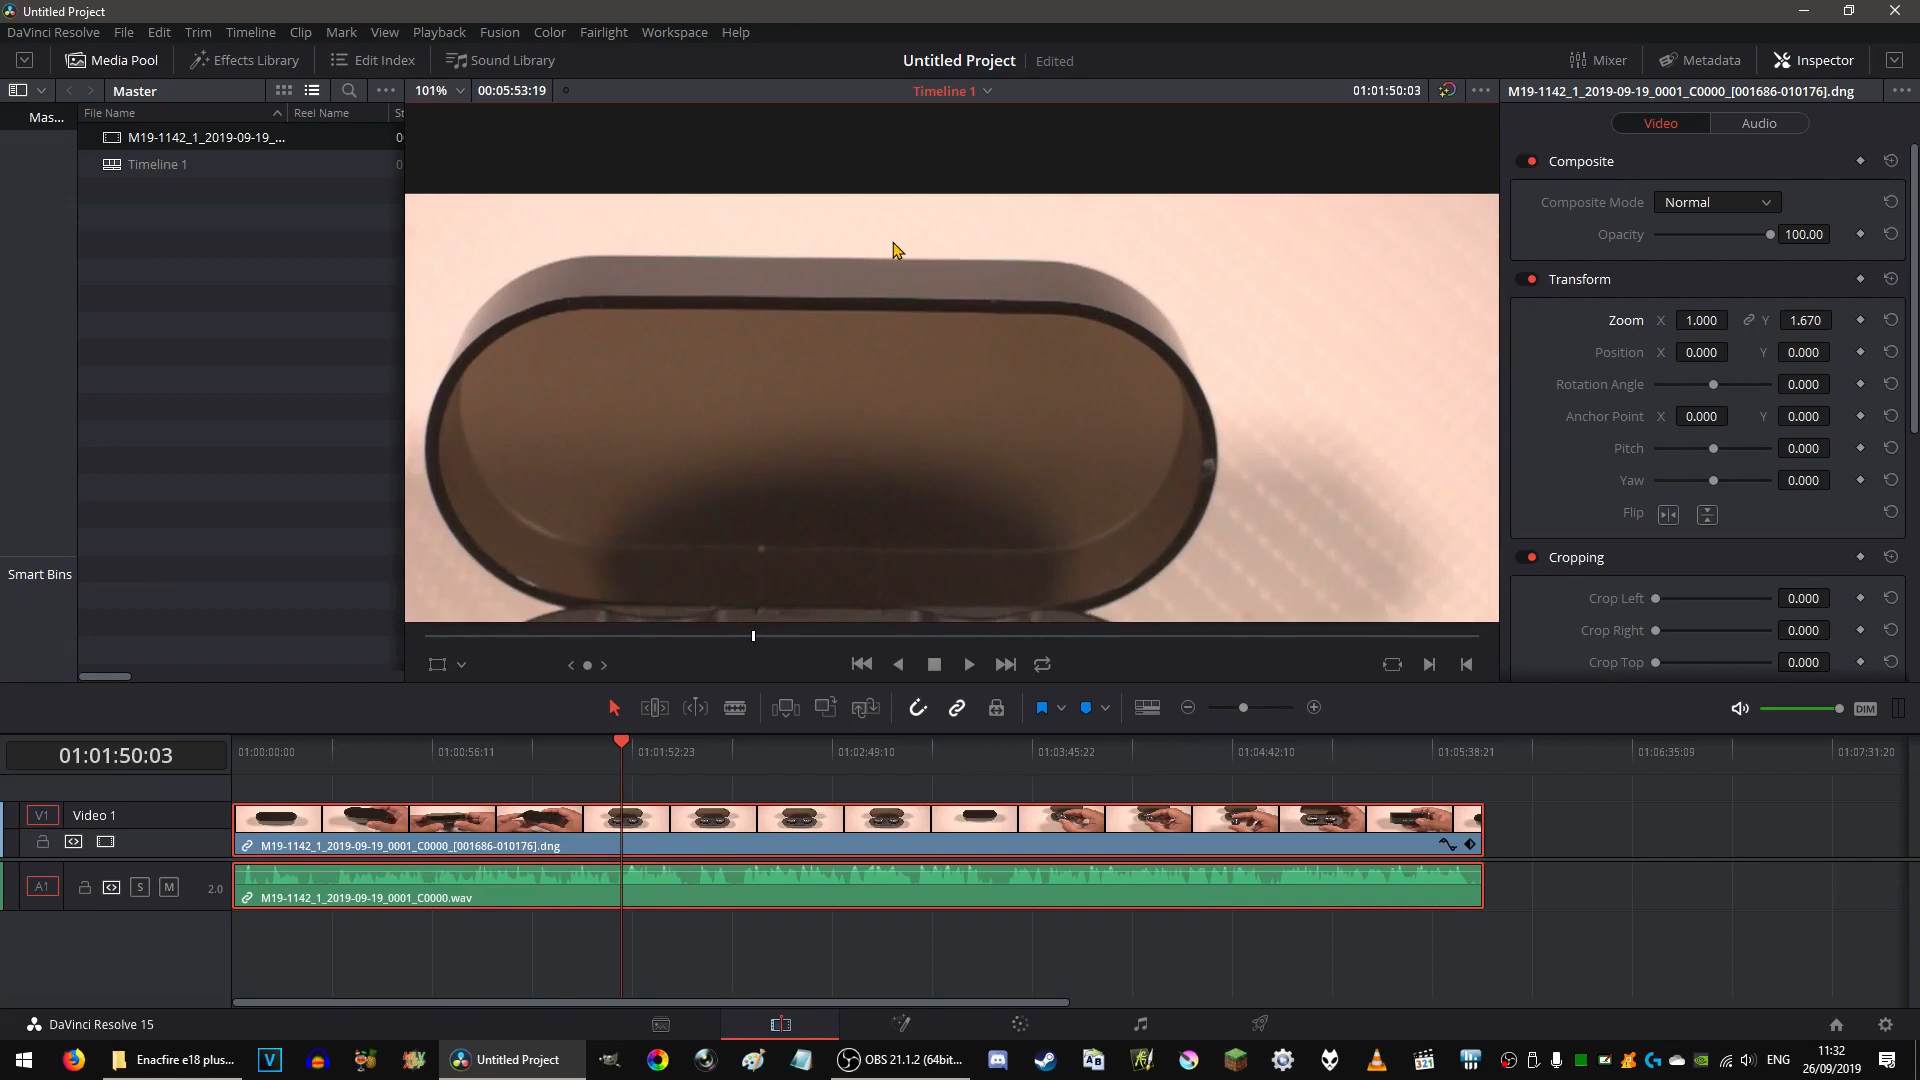 Untitled Project
DaVinci Resolve File Edit Trim Timeline Clip Mark View Playback Fusion Color Fairlight Workspace Help
Media Pool Effects Library Edit Index Sound Library Untitled Project Edited Mixer Metadata Inspector
Master 101% 00:05:53:19 Timeline 1 01:01:50:03 M19-1142_1_2019-09-19_0001_C0000_[001686-010176].dng
Mas... File Name Reel Name St
Video Audio
M19-1142_1_2019-09-19_... 0
Timeline 1 0
Composite
Composite Mode Normal
Opacity 100.00
Transform
Zoom X 1.000 Y 1.670
Position X 0.000 Y 0.000
Rotation Angle 0.000
Anchor Point X 0.000 Y 0.000
Pitch 0.000
Yaw 0.000
Flip
Cropping
Smart Bins
Crop Left 0.000
Crop Right 0.000
Crop Top 0.000
DIM
01:01:50:03 01:00:00:00 01:00:56:11 01:01:52:23 01:02:49:10 01:03:45:22 01:04:42:10 01:05:38:21 01:06:35:09 01:07:31:20
V1 Video 1
M19-1142_1_2019-09-19_0001_C0000_[001686-010176].dng
A1 S M 2.0
M19-1142_1_2019-09-19_0001_C0000.wav
DaVinci Resolve 15
Enacfire e18 plus... V Untitled Project OBS 21.1.2 (64bit... 321 ENG 11:32
26/09/2019